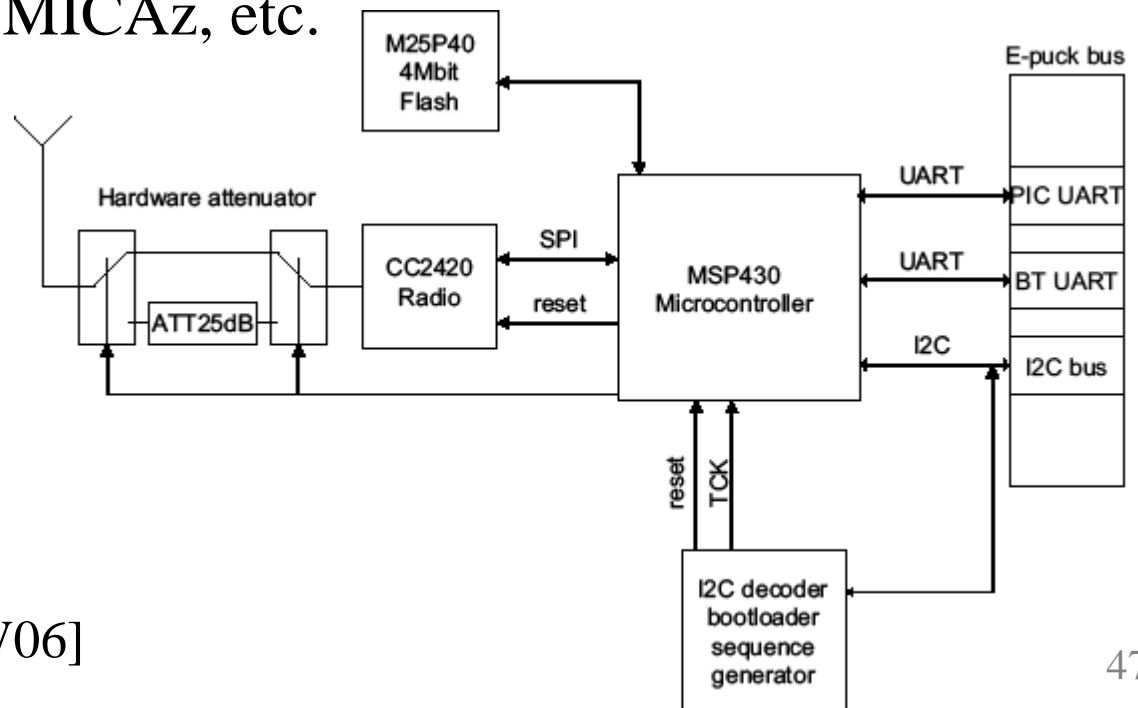 MICAz, etc.
M25P40
4Mbit
Flash
E-puck bus
Hardware attenuator
UART
PIC UART
CC2420
Radio
SPI
reset
MSP430
Microcontroller
UART
BT UART
ATT25dB
I2C
I2C bus
reset
TCK
I2C decoder
bootloader
sequence
generator
/06]
47